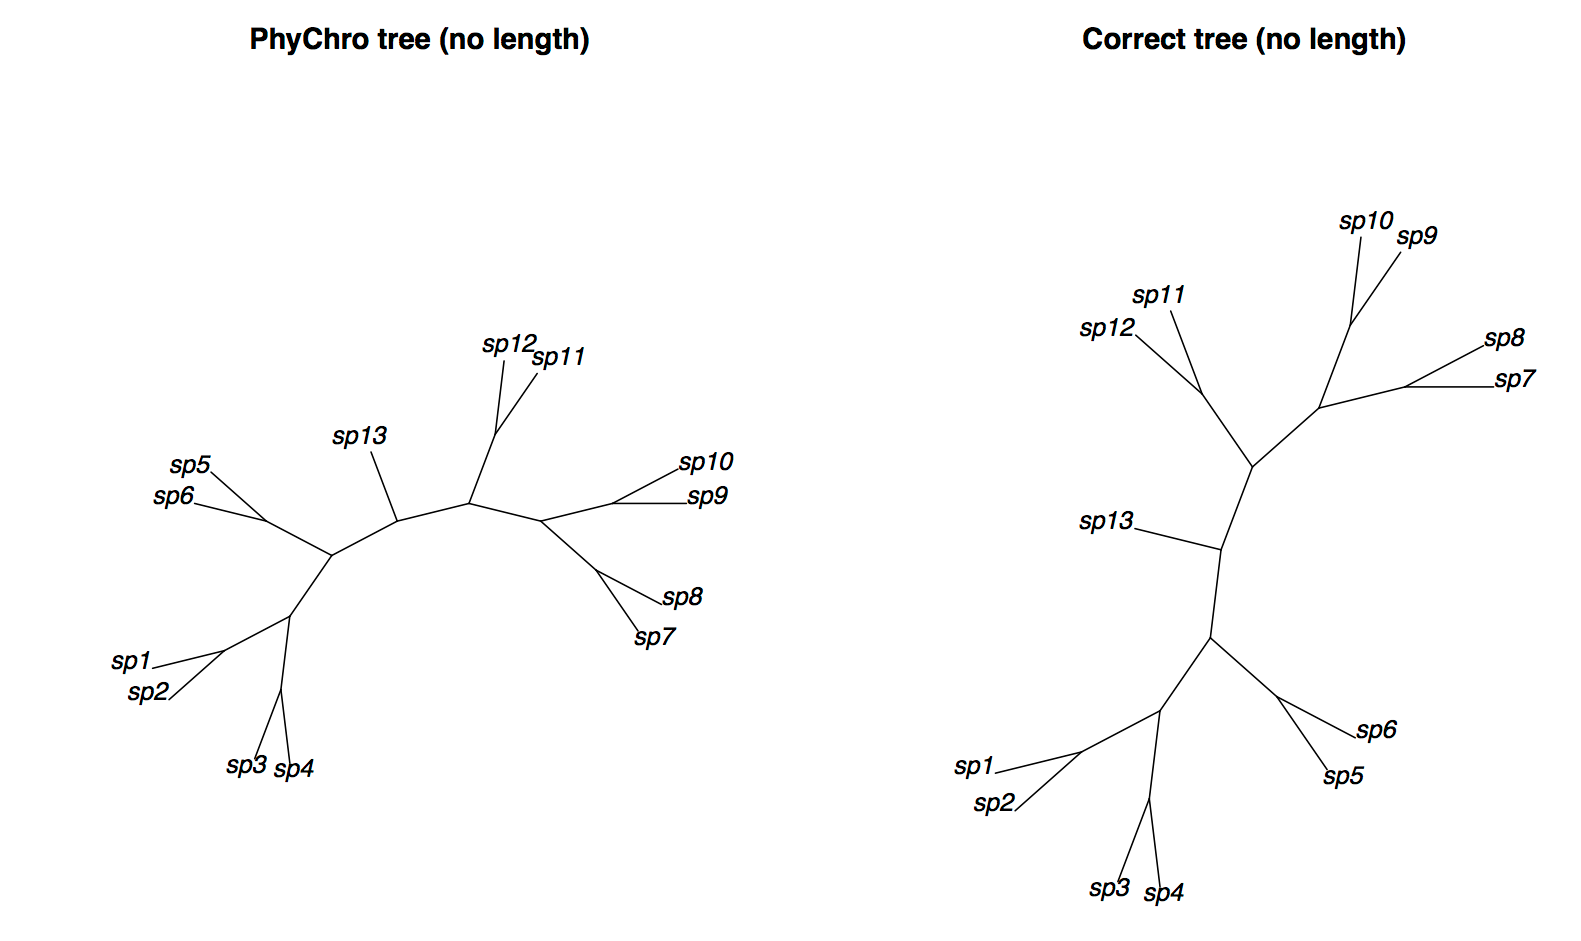 PhyChro tree (no length)
sp12
sp11
sp13
sp5
sp10
sp6
sp9
sp8
sp7
sp1
sp2
sp3
sp4
Correct tree (no length)
sp10
sp9
sp11
sp12
sp8
sp7
sp13
sp6
sp1
sp5
sp2
sp3
sp4